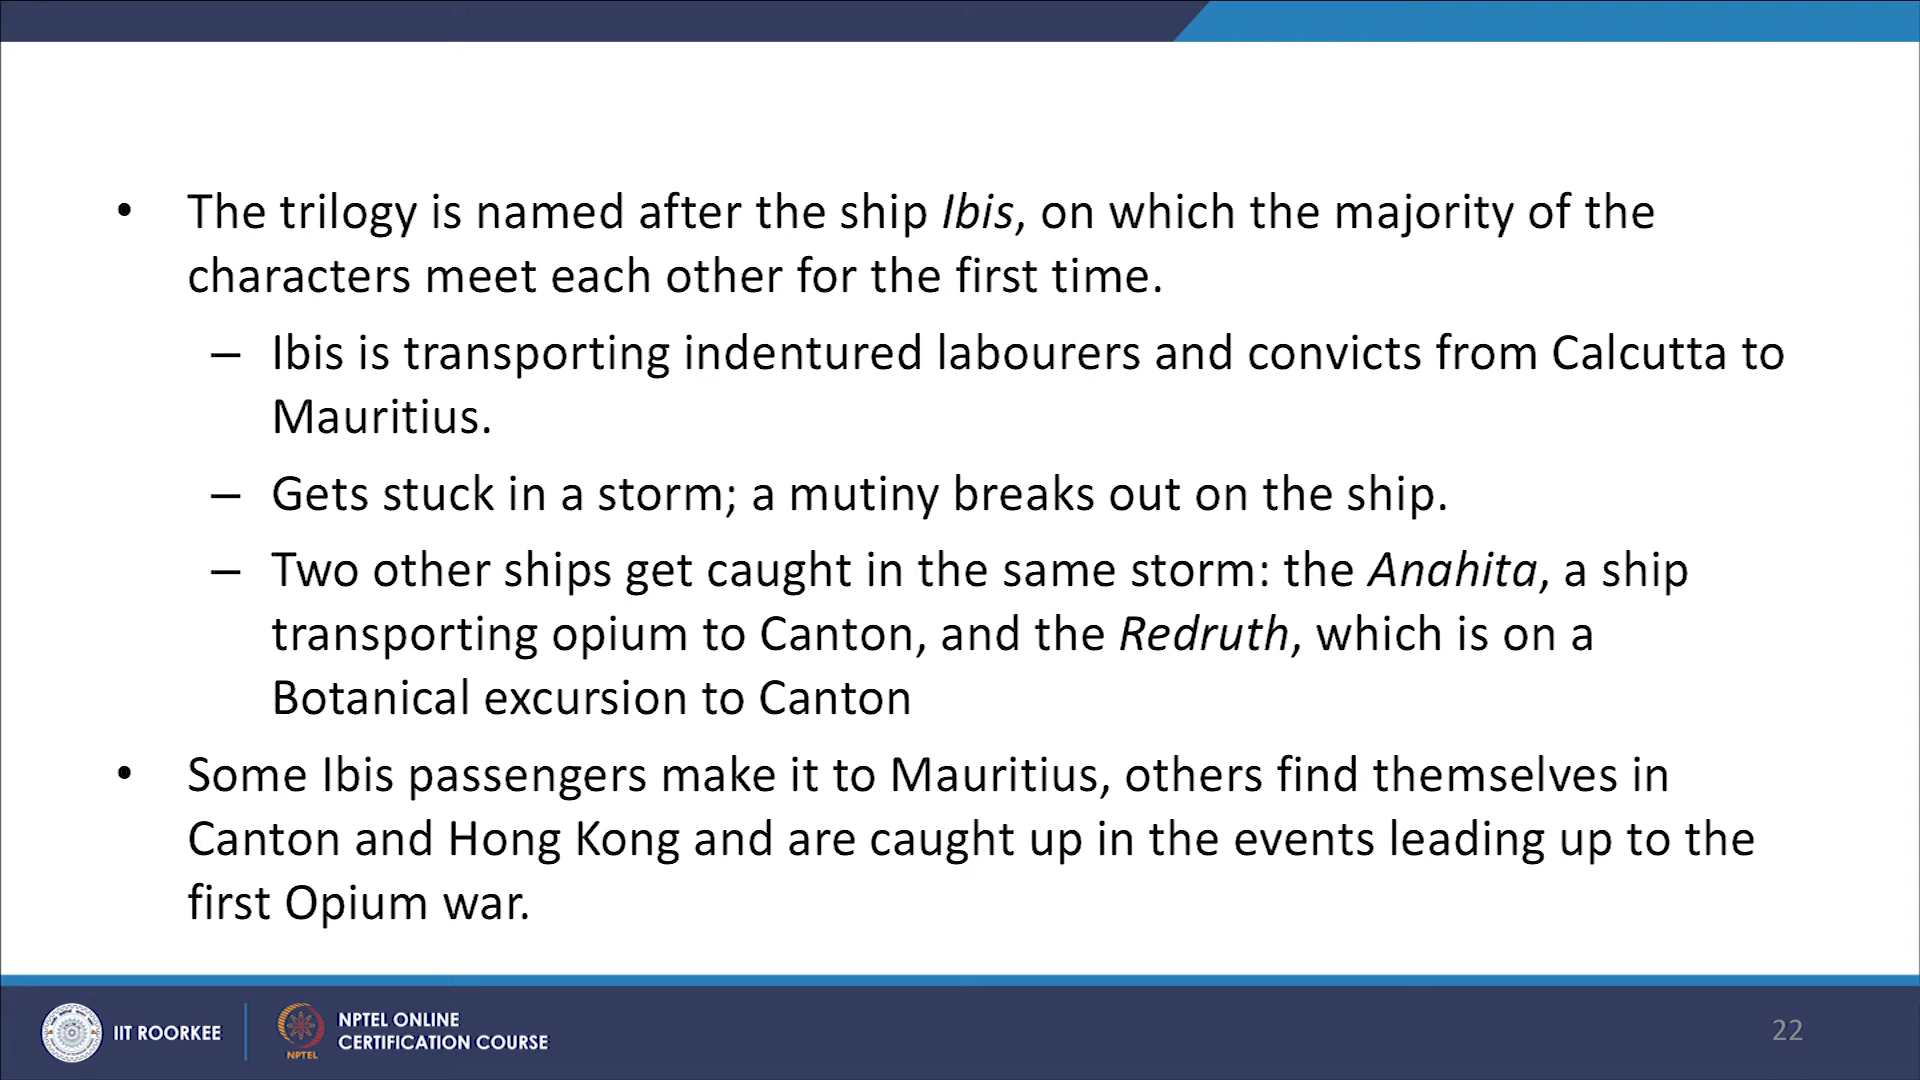 • The trilogy is named after the ship Ibis, on which the majority of the
characters meet each other for the first time.
– Ibis is transporting indentured labourers and convicts from Calcutta to
Mauritius.
– Gets stuck in a storm; a mutiny breaks out on the ship.
– Two other ships get caught in the same storm: the Anahita, a ship
transporting opium to Canton, and the Redruth, which is on a
Botanical excursion to Canton
• Some Ibis passengers make it to Mauritius, others find themselves in
Canton and Hong Kong and are caught up in the events leading up to the
first Opium war.
IIT ROORKEE
NPTEL
NPTEL ONLINE
CERTIFICATION COURSE
22